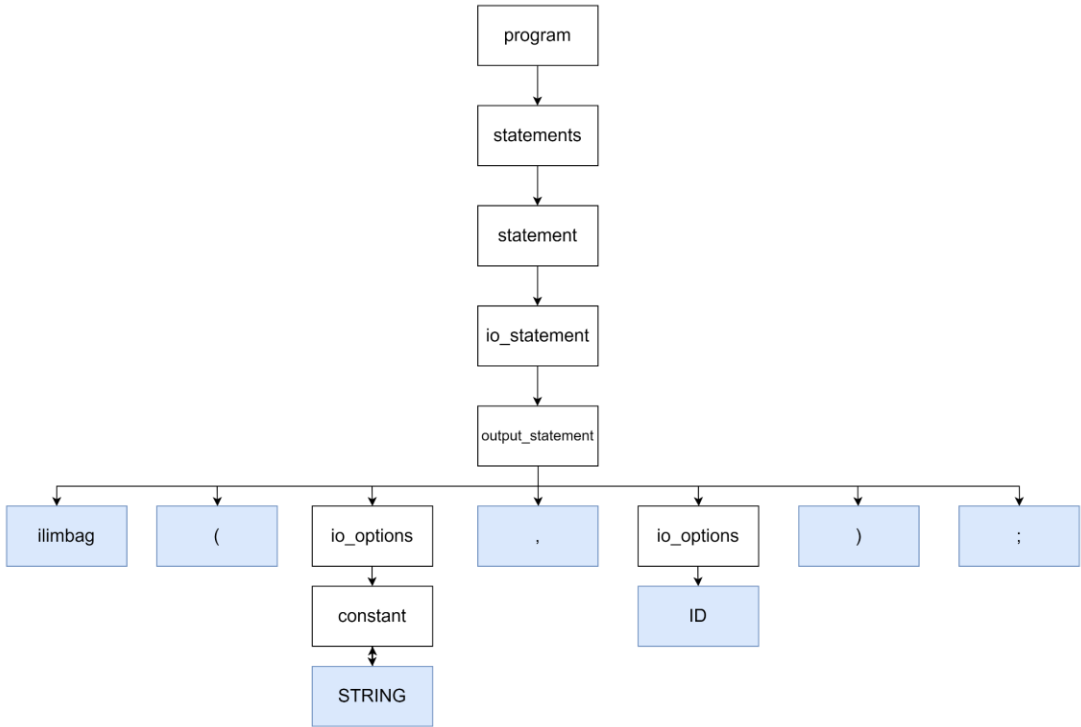 program
statements
statement
io_statement
output_statement
ilimbag
(
io_options
,
io_options
)
;
constant
ID
STRING